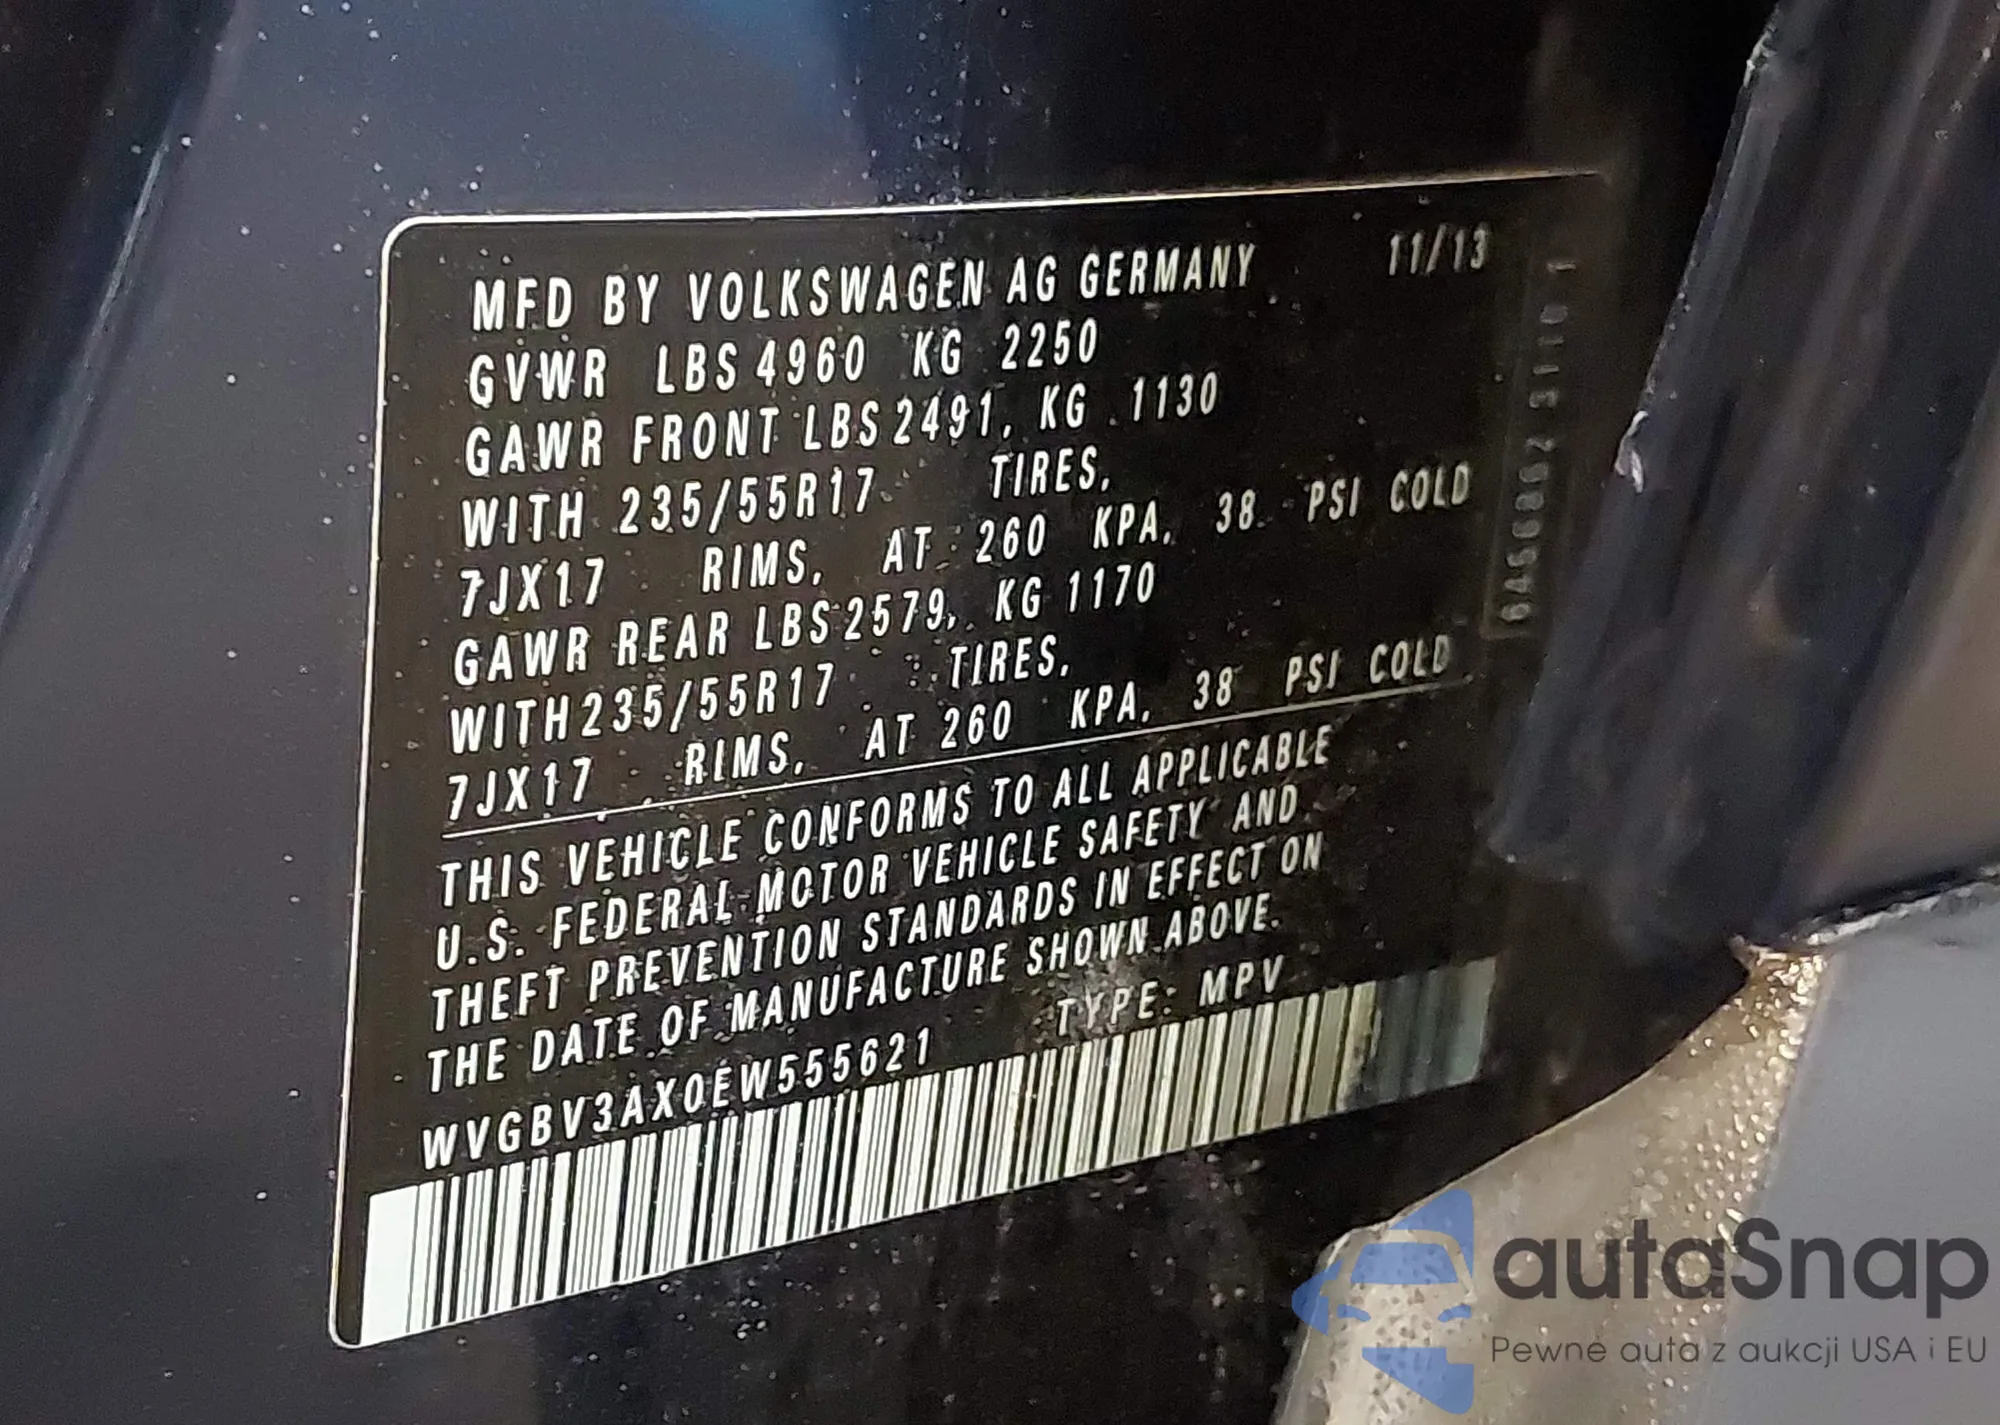 MFD BY VOLKSWAGEN AG GERMANY 11/13
GVWR LBS 4960 KG 2250
GAWR FRONT LBS 2491, KG 1130
WITH 235/55R17 TIRES,
7JX17 RIMS, AT 260 KPA, 38 PSI COLD
GAWR REAR LBS 2579, KG 1170
WITH 235/55R17 TIRES,
7JX17 RIMS, AT 260 KPA, 38 PSI COLD
THIS VEHICLE CONFORMS TO ALL APPLICABLE
U.S. FEDERAL MOTOR VEHICLE SAFETY AND
THEFT PREVENTION STANDARDS IN EFFECT ON
THE DATE OF MANUFACTURE SHOWN ABOVE.
WVGBV3AX0EW555621 TYPE: MPV
autaSnap
Pewne auta z aukcji USA i EU